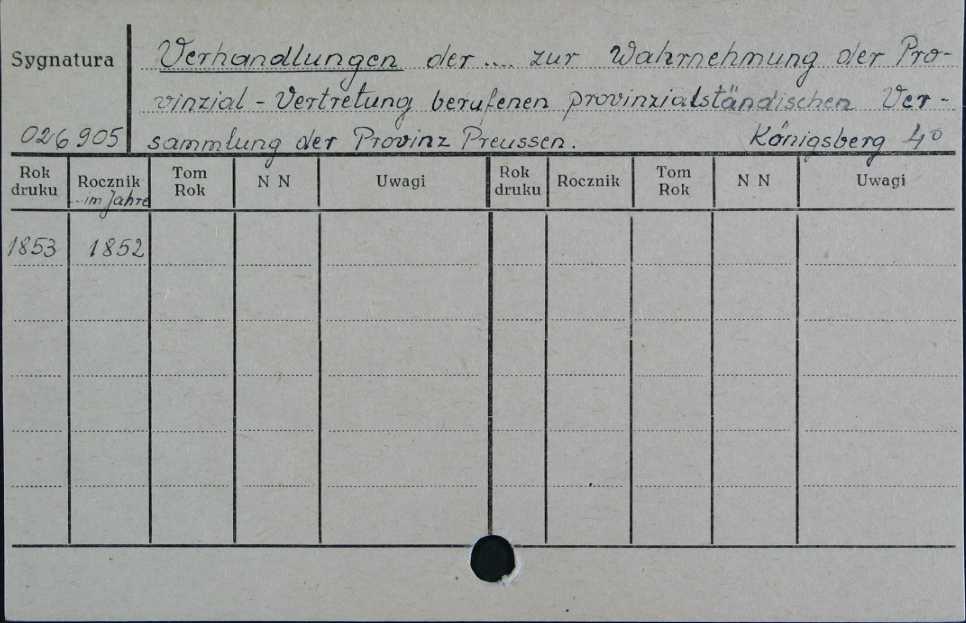 Sygnatura
Verhandlungen der .... zur Wahrnehmung der Pro-
vinzial - Vertretung berufenen provinzialständischen Ver-
026905 sammlung der Provinz Preussen. Königsberg 4°
Rok druku Rocznik Tom Rok N N Uwagi Rok druku Rocznik Tom Rok N N Uwagi
im Jahre
1853 1852